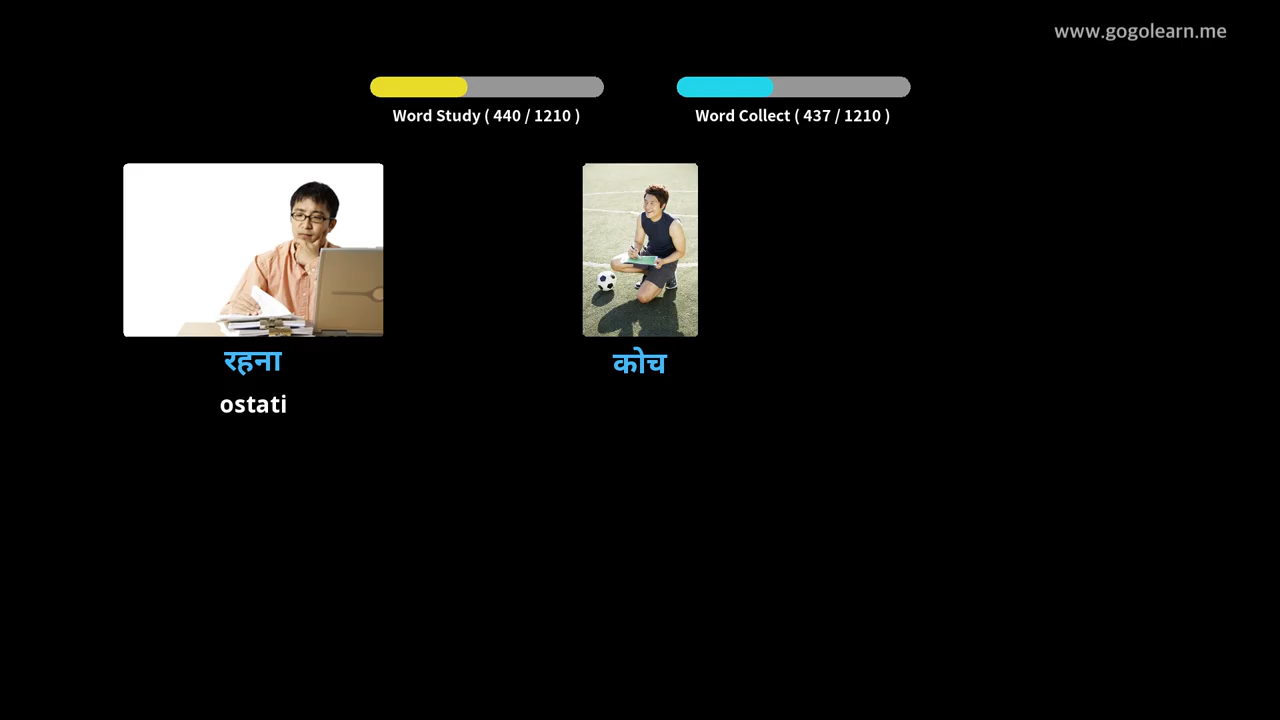 www.gogolearn.me
Word Study ( 440 / 1210 )
Word Collect ( 437 / 1210 )
रहना
कोच
ostati